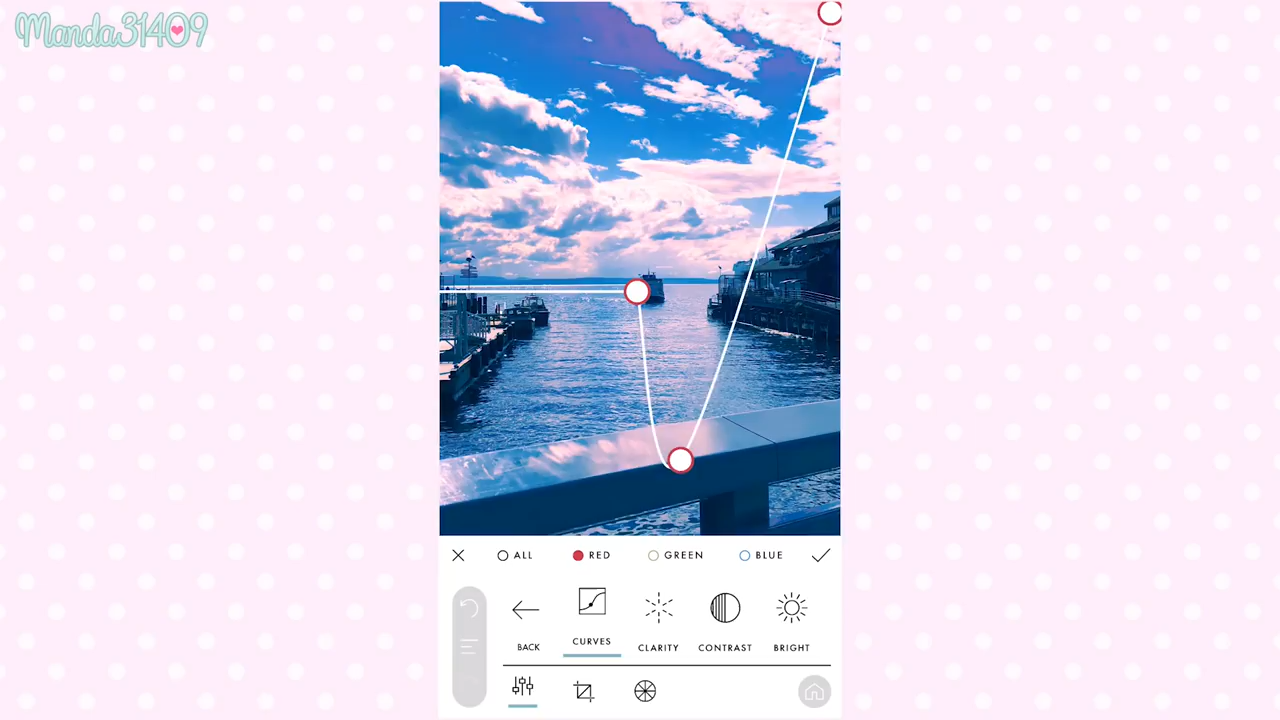 Manda31409
ALL RED GREEN BLUE
BACK CURVES CLARITY CONTRAST BRIGHT